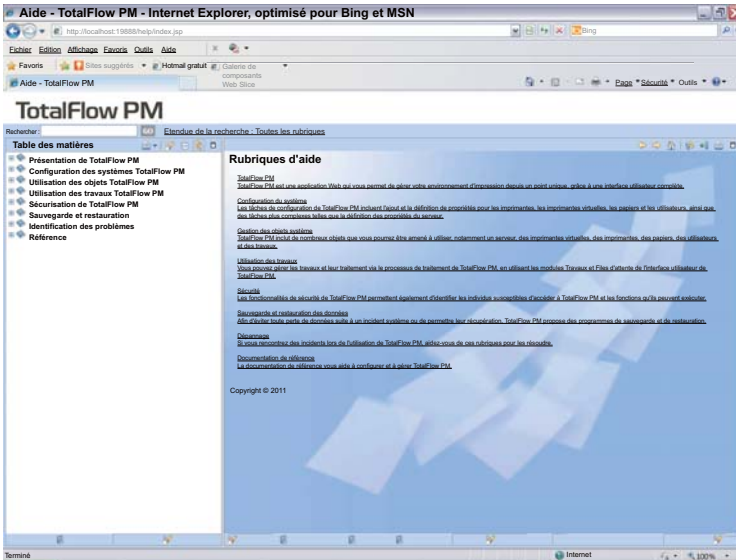 Aide - TotalFlow PM - Internet Explorer, optimisé pour Bing et MSN
http://localhost:19888/help/index.jsp
Bing
Fichier Edition Affichage Favoris Outils Aide
Favoris Sites suggérés Hotmail gratuit Galerie de composants Web Slice
Aide - TotalFlow PM
Page Sécurité Outils
TotalFlow PM
Rechercher : Etendue de la recherche : Toutes les rubriques
Table des matières
Présentation de TotalFlow PM
Configuration des systèmes TotalFlow PM
Utilisation des objets TotalFlow PM
Utilisation des travaux TotalFlow PM
Sécurisation de TotalFlow PM
Sauvegarde et restauration
Identification des problèmes
Référence
Rubriques d'aide
TotalFlow PM
TotalFlow PM est une application Web qui vous permet de gérer votre environnement d'impression depuis un point unique, grâce à une interface utilisateur complète.
Configuration du système
Les tâches de configuration de TotalFlow PM incluent l'ajout et la définition de propriétés pour les imprimantes, les imprimantes virtuelles, les papiers et les utilisateurs, ainsi que
des tâches plus complexes telles que la définition des propriétés du serveur.
Gestion des objets système
TotalFlow PM inclut de nombreux objets que vous pourrez être amené à utiliser, notamment un serveur, des imprimantes virtuelles, des imprimantes, des papiers, des utilisateurs
et des travaux.
Utilisation des travaux
Vous pouvez gérer les travaux et leur traitement via le processus de traitement de TotalFlow PM, en utilisant les modules Travaux et Files d'attente de l'interface utilisateur de
TotalFlow PM.
Sécurité
Les fonctionnalités de sécurité de TotalFlow PM permettent également d'identifier les individus susceptibles d'accéder à TotalFlow PM et les fonctions qu'ils peuvent exécuter.
Sauvegarde et restauration des données
Afin d'éviter toute perte de données suite à un incident système ou de permettre leur récupération, TotalFlow PM propose des programmes de sauvegarde et de restauration.
Dépannage
Si vous rencontrez des incidents lors de l'utilisation de TotalFlow PM, aidez-vous de ces rubriques pour les résoudre.
Documentation de référence
La documentation de référence vous aide à configurer et à gérer TotalFlow PM.
Copyright © 2011
Terminé
Internet
100%